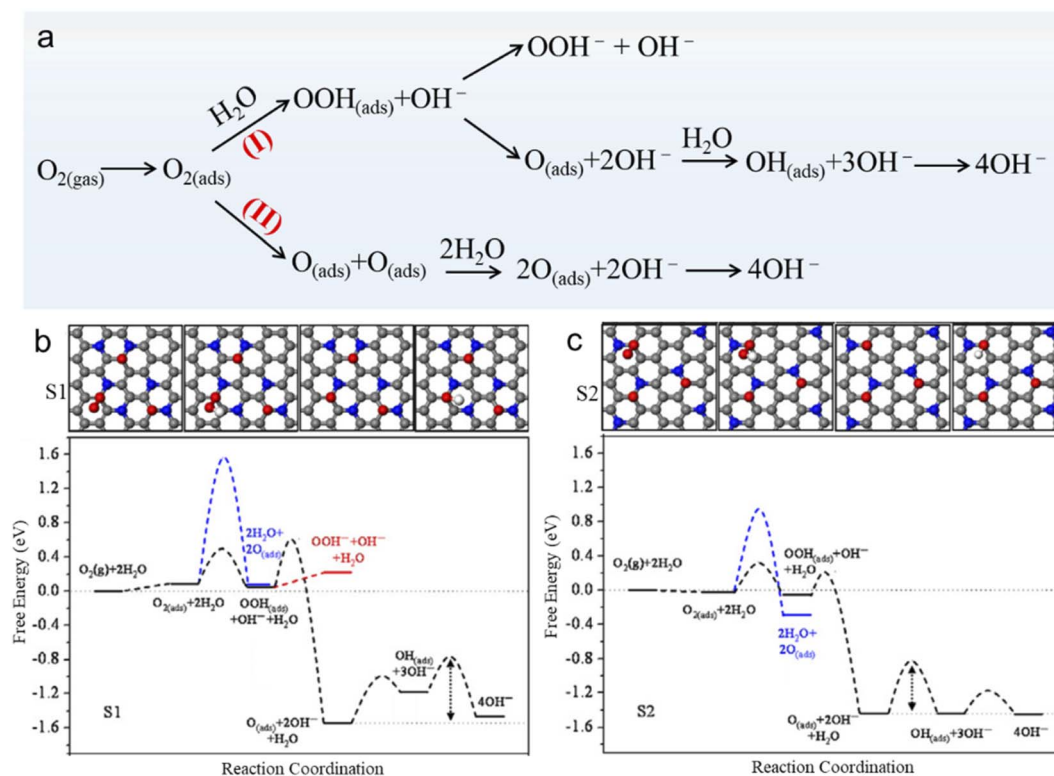 a
OOH⁻ + OH⁻
H₂O
OOH₍ads₎+OH⁻
(I)
H₂O
O₂(gas)
O₂(ads)
O(ads)+2OH⁻
OH(ads)+3OH⁻
4OH⁻
(II)
O(ads)+O(ads)
2H₂O
2O(ads)+2OH⁻
4OH⁻
b
S1
1.6
1.2
0.8
0.4
0.0
-0.4
-0.8
-1.2
-1.6
Free Energy (eV)
O₂(g)+2H₂O
O₂(ads)+2H₂O
2H₂O+
2O(ads)
OOH(ads)
+OH⁻+H₂O
OOH⁻+OH⁻
+H₂O
O(ads)+2OH⁻
+H₂O
OH(ads)
+3OH⁻
4OH⁻
S1
Reaction Coordination
c
S2
1.6
1.2
0.8
0.4
0.0
-0.4
-0.8
-1.2
-1.6
Free Energy (eV)
O₂(g)+2H₂O
O₂(ads)+2H₂O
OOH(ads)+OH⁻
+H₂O
2H₂O+
2O(ads)
O(ads)+2OH⁻
+H₂O
OH(ads)+3OH⁻
4OH⁻
S2
Reaction Coordination